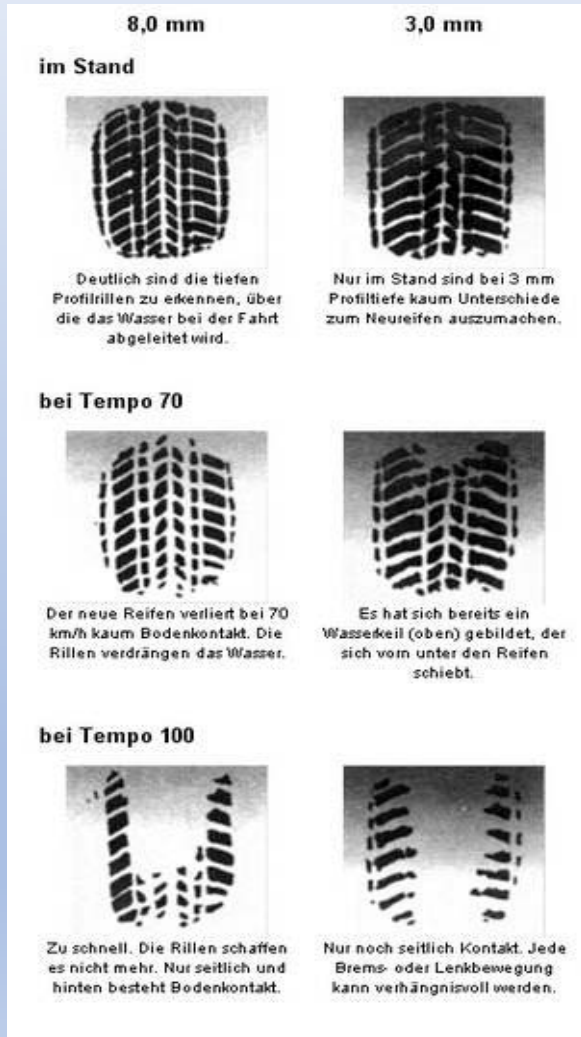 8,0 mm
3,0 mm
im Stand
Deutlich sind die tiefen
Profilrillen zu erkennen, über
die das Wasser bei der Fahrt
abgeleitet wird.
Nur im Stand sind bei 3 mm
Profiltiefe kaum Unterschiede
zum Neureifen auszumachen.
bei Tempo 70
Der neue Reifen verliert bei 70
km/h kaum Bodenkontakt. Die
Rillen verdrängen das Wasser.
Es hat sich bereits ein
Wasserkeil (oben) gebildet, der
sich vorn unter den Reifen
schiebt.
bei Tempo 100
Zu schnell. Die Rillen schaffen
es nicht mehr. Nur seitlich und
hinten besteht Bodenkontakt.
Nur noch seitlich Kontakt. Jede
Brems- oder Lenkbewegung
kann verhängnisvoll werden.